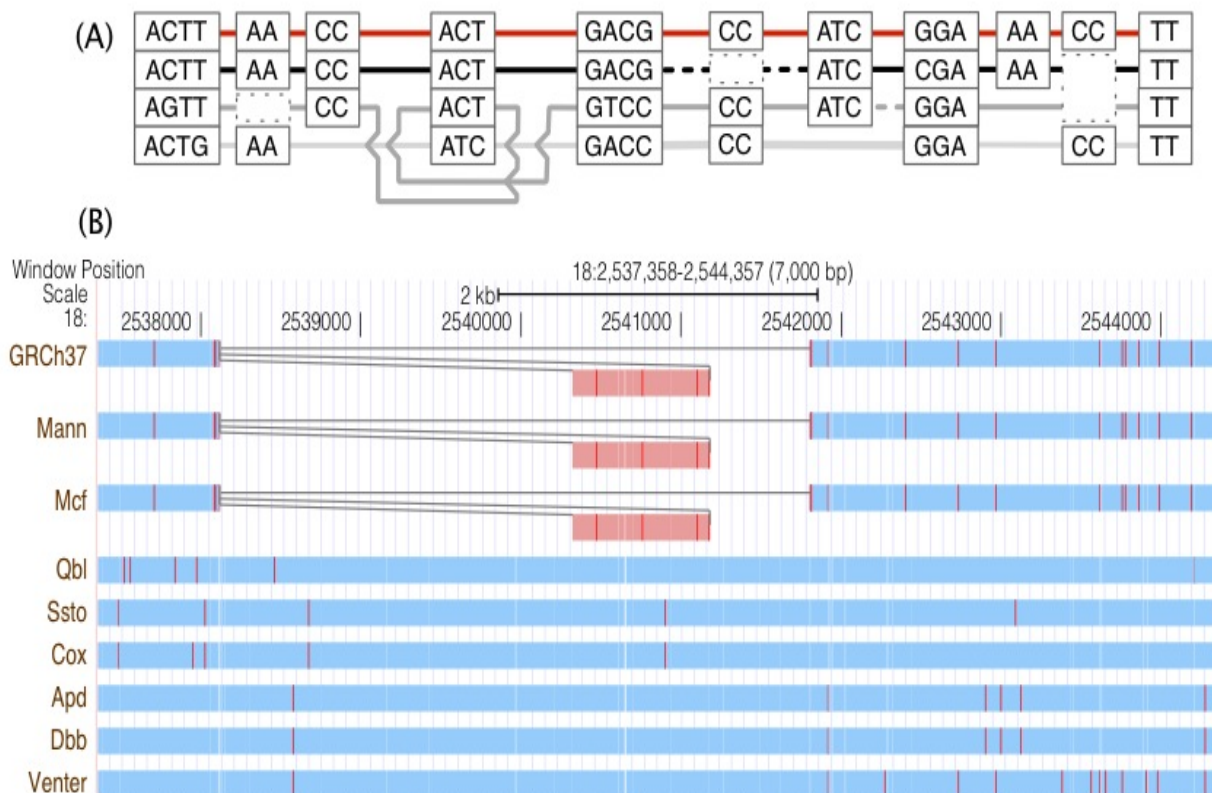 (A)
ACTT AA CC ACT GACG CC ATC GGA AA CC TT
ACTT AA CC ACT GACG ATC CGA AA TT
AGTT CC ACT GTCC CC ATC GGA TT
ACTG AA ATC GACC CC GGA CC TT
(B)
Window Position 18:2,537,358-2,544,357 (7,000 bp)
Scale 2 kb
18: 2538000 2539000 2540000 2541000 2542000 2543000 2544000
GRCh37
Mann
Mcf
Qbl
Ssto
Cox
Apd
Dbb
Venter